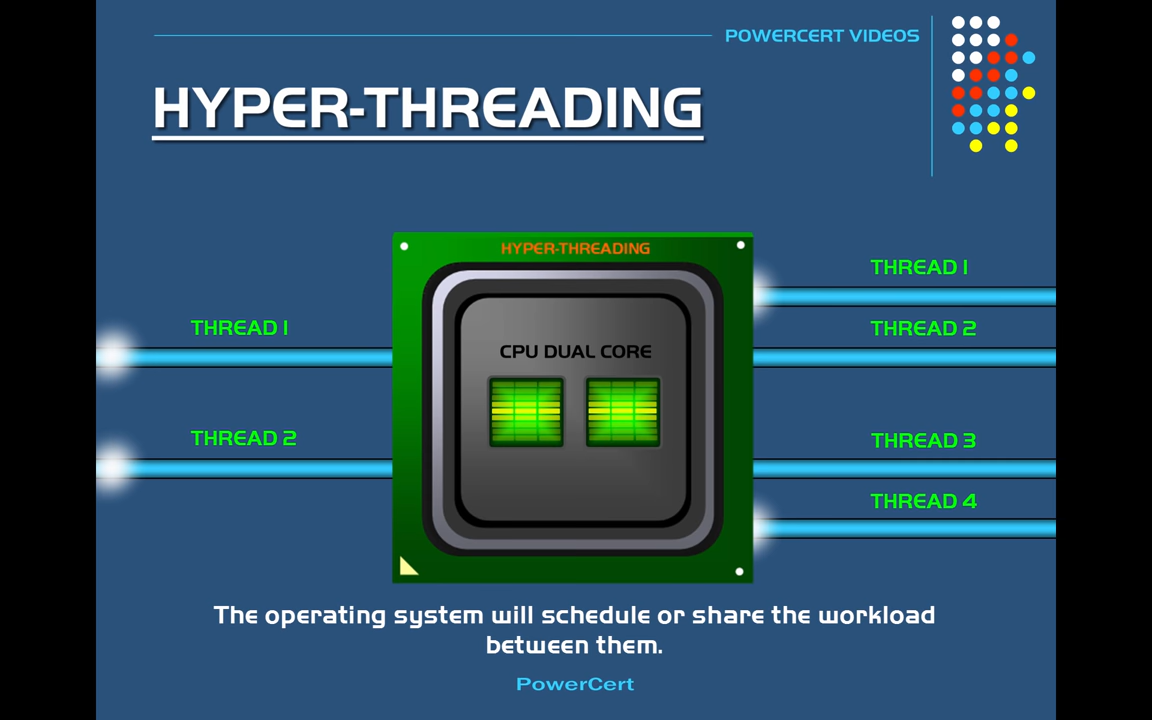 POWERCERT VIDEOS
HYPER-THREADING
HYPER-THREADING
CPU DUAL CORE
THREAD 1
THREAD 2
THREAD 1
THREAD 2
THREAD 3
THREAD 4
The operating system will schedule or share the workload
between them.
PowerCert